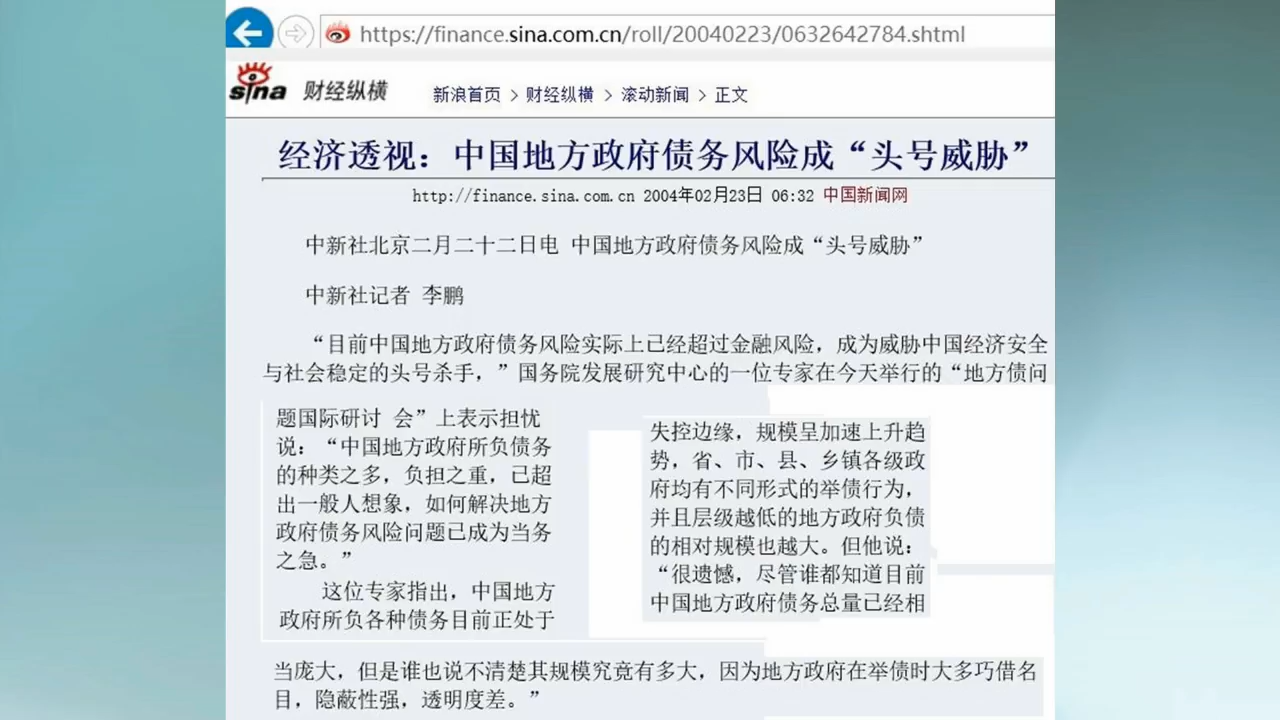 https://finance.sina.com.cn/roll/20040223/0632642784.shtml
sina 财经纵横 新浪首页 > 财经纵横 > 滚动新闻 > 正文
经济透视：中国地方政府债务风险成“头号威胁”
http://finance.sina.com.cn 2004年02月23日 06:32 中国新闻网
中新社北京二月二十二日电 中国地方政府债务风险成“头号威胁”
中新社记者 李鹏
“目前中国地方政府债务风险实际上已经超过金融风险，成为威胁中国经济安全
与社会稳定的头号杀手，”国务院发展研究中心的一位专家在今天举行的“地方债问
题国际研讨 会”上表示担忧
说：“中国地方政府所负债务
的种类之多，负担之重，已超
出一般人想象，如何解决地方
政府债务风险问题已成为当务
之急。”
这位专家指出，中国地方
政府所负各种债务目前正处于
失控边缘，规模呈加速上升趋
势，省、市、县、乡镇各级政
府均有不同形式的举债行为，
并且层级越低的地方政府负债
的相对规模也越大。但他说：
“很遗憾，尽管谁都知道目前
中国地方政府债务总量已经相
当庞大，但是谁也说不清楚其规模究竟有多大，因为地方政府在举债时大多巧借名
目，隐蔽性强，透明度差。”